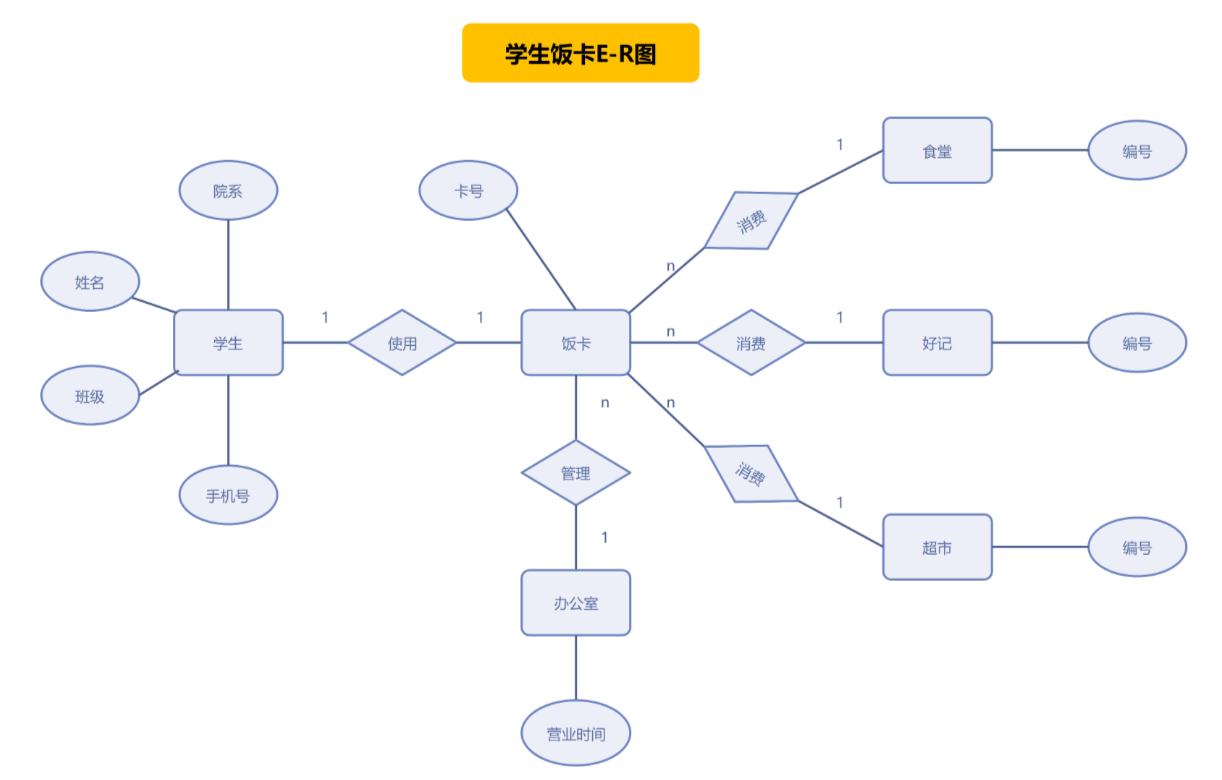 学生饭卡E-R图
1
食堂
编号
院系
卡号
消费
n
姓名
学生
1
使用
1
饭卡
n
消费
1
好记
编号
班级
n
n
管理
消费
手机号
1
1
超市
编号
办公室
营业时间